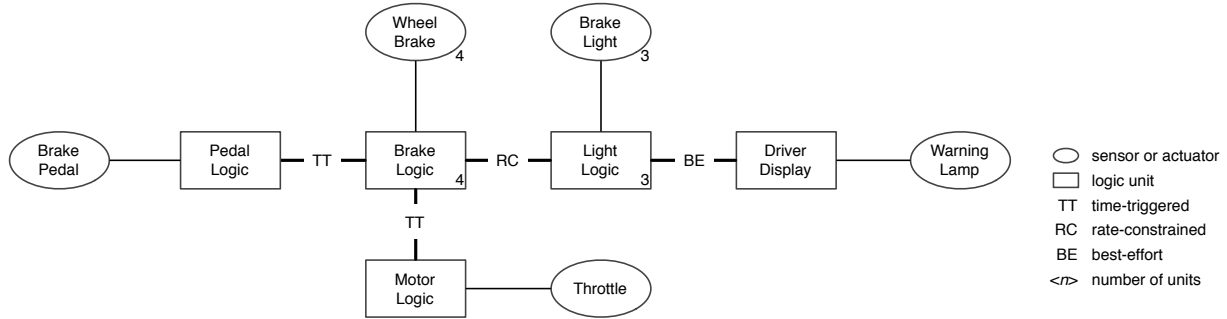 Wheel
Brake
4
Brake
Light
3
Brake
Pedal
Pedal
Logic
TT
Brake
Logic
4
RC
Light
Logic
3
BE
Driver
Display
Warning
Lamp
TT
Motor
Logic
Throttle
sensor or actuator
logic unit
TT time-triggered
RC rate-constrained
BE best-effort
<n> number of units